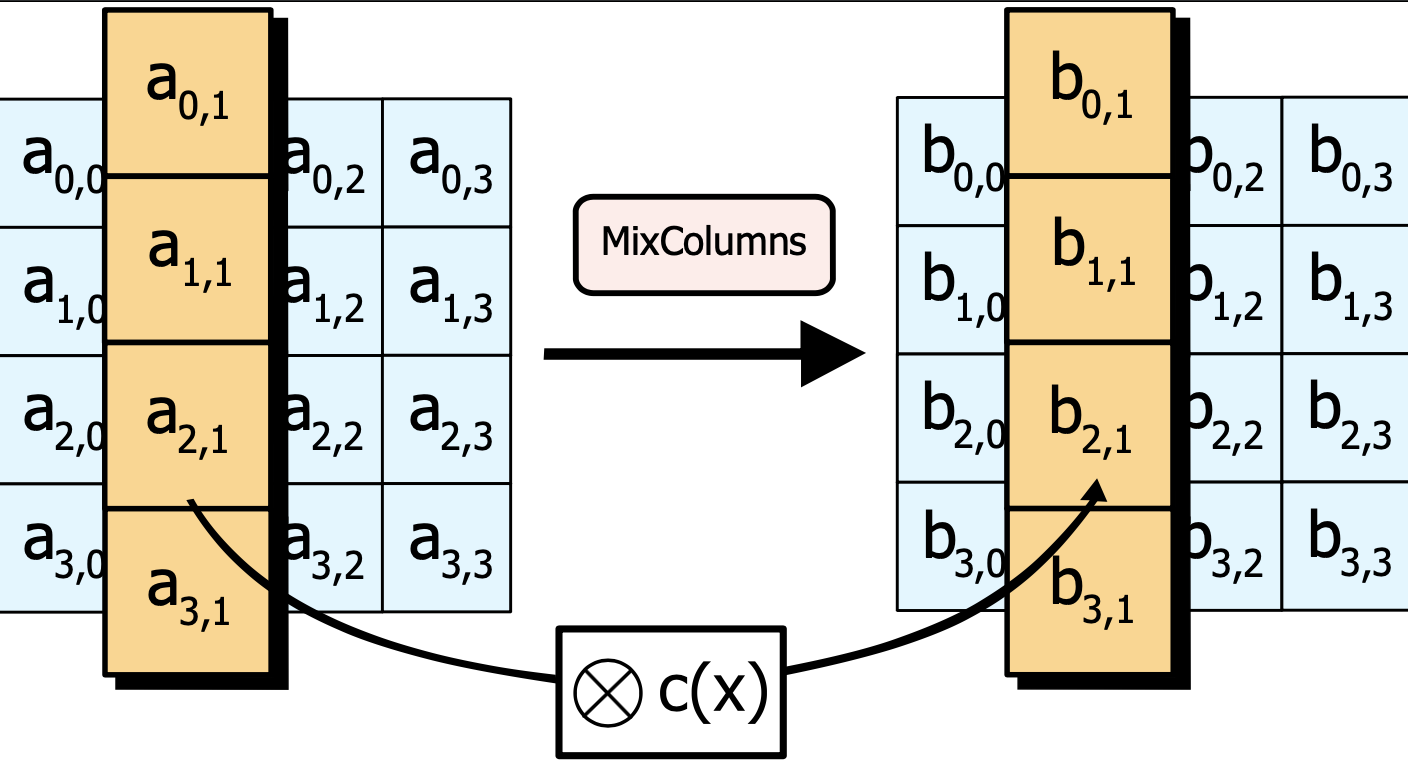 a0,1
a0,0 a0,2 a0,3
a1,1
a1,0 a1,2 a1,3
a2,1
a2,0 a2,2 a2,3
a3,1
a3,0 a3,2 a3,3
MixColumns
b0,1
b0,0 b0,2 b0,3
b1,1
b1,0 b1,2 b1,3
b2,1
b2,0 b2,2 b2,3
b3,1
b3,0 b3,2 b3,3
⊗ c(x)